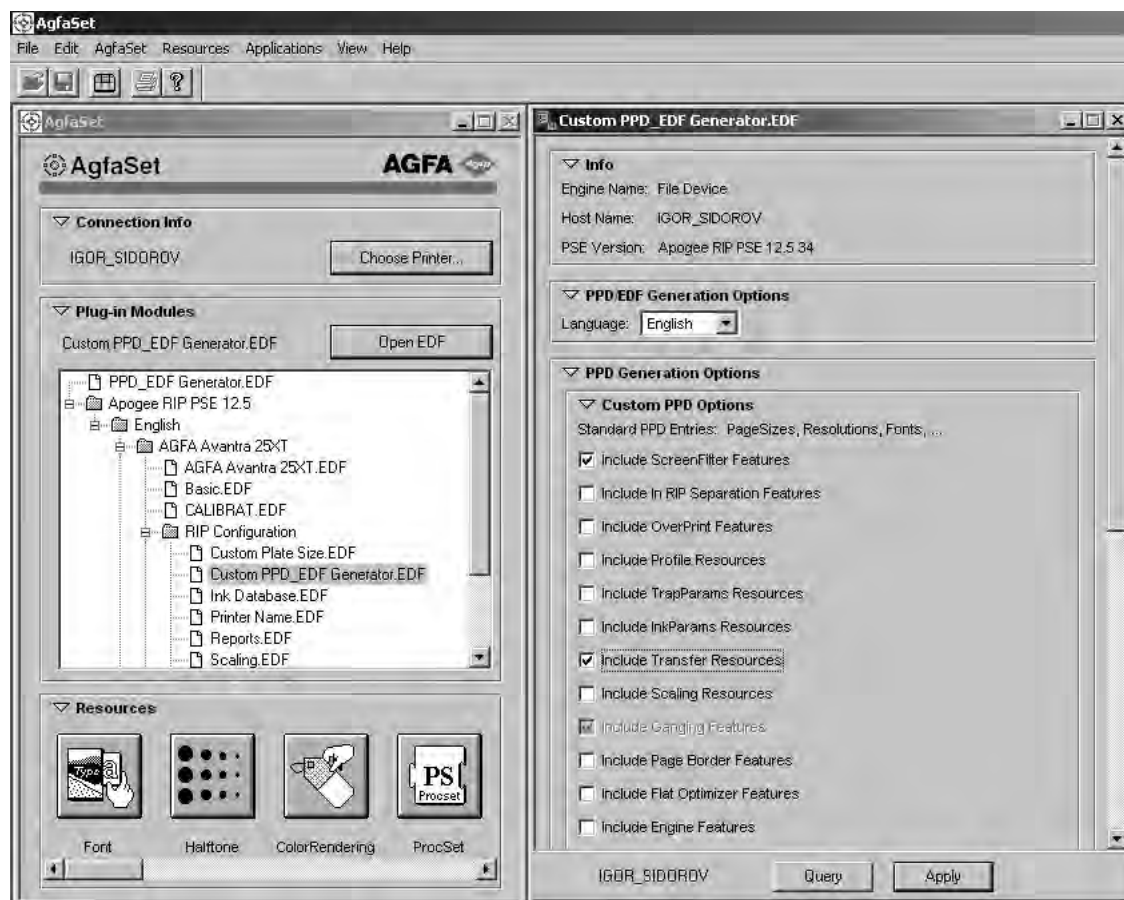 AgfaSet
File Edit AgfaSet Resources Applications View Help
AgfaSet
AgfaSet
AGFA
Connection Info
IGOR_SIDOROV
Choose Printer...
Plug-in Modules
Custom PPD_EDF Generator.EDF
Open EDF
PPD_EDF Generator.EDF
Apogee RIP PSE 12.5
English
AGFA Avantra 25XT
AGFA Avantra 25XT.EDF
Basic.EDF
CALIBRAT.EDF
RIP Configuration
Custom Plate Size.EDF
Custom PPD_EDF Generator.EDF
Ink Database.EDF
Printer Name.EDF
Reports.EDF
Scaling.EDF
Resources
Type a
PS
Procset
Font Halftone ColorRendering ProcSet
Custom PPD_EDF Generator.EDF
Info
Engine Name: File Device
Host Name: IGOR_SIDOROV
PSE Version: Apogee RIP PSE 12.5 34
PPD/EDF Generation Options
Language: English
PPD Generation Options
Custom PPD Options
Standard PPD Entries: PageSizes, Resolutions, Fonts, ...
Include ScreenFilter Features
Include In RIP Separation Features
Include OverPrint Features
Include Profile Resources
Include TrapParams Resources
Include InkParams Resources
Include Transfer Resources
Include Scaling Resources
Include Ganging Features
Include Page Border Features
Include Flat Optimizer Features
Include Engine Features
IGOR_SIDOROV
Query
Apply